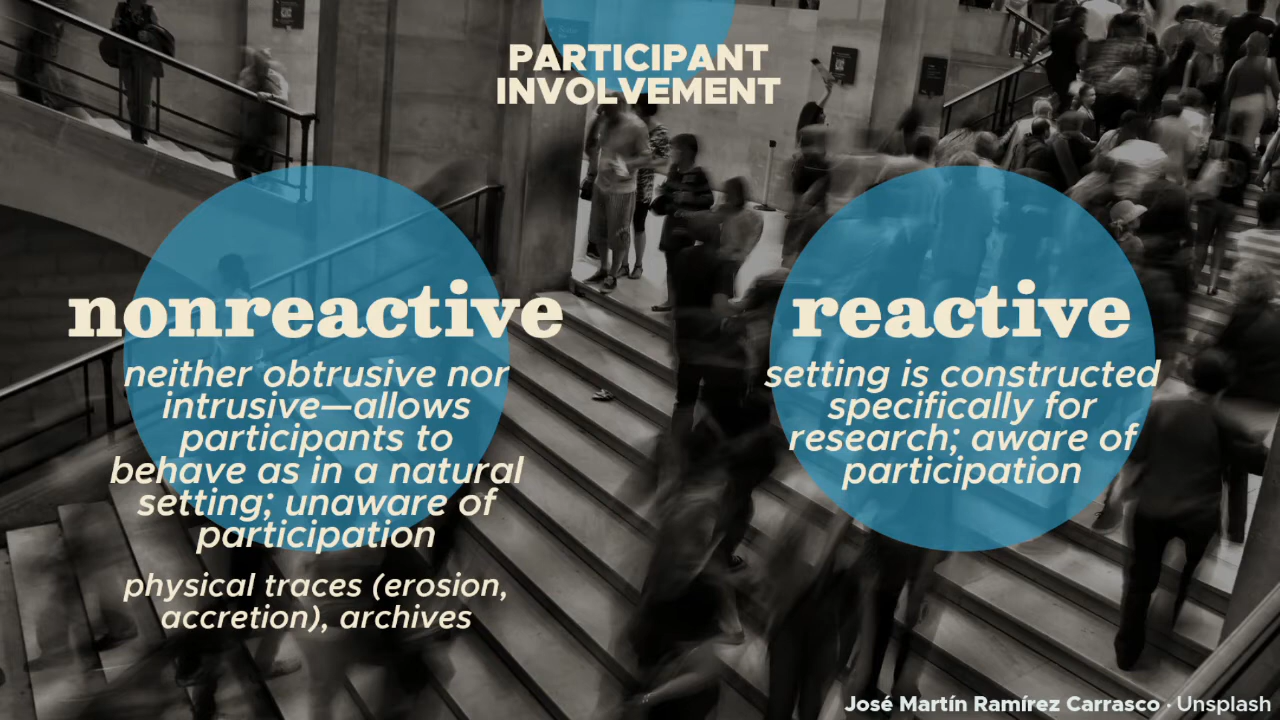 PARTICIPANT
INVOLVEMENT
nonreactive
neither obtrusive nor
intrusive—allows
participants to
behave as in a natural
setting; unaware of
participation
physical traces (erosion,
accretion), archives
reactive
setting is constructed
specifically for
research; aware of
participation
José Martín Ramírez Carrasco · Unsplash